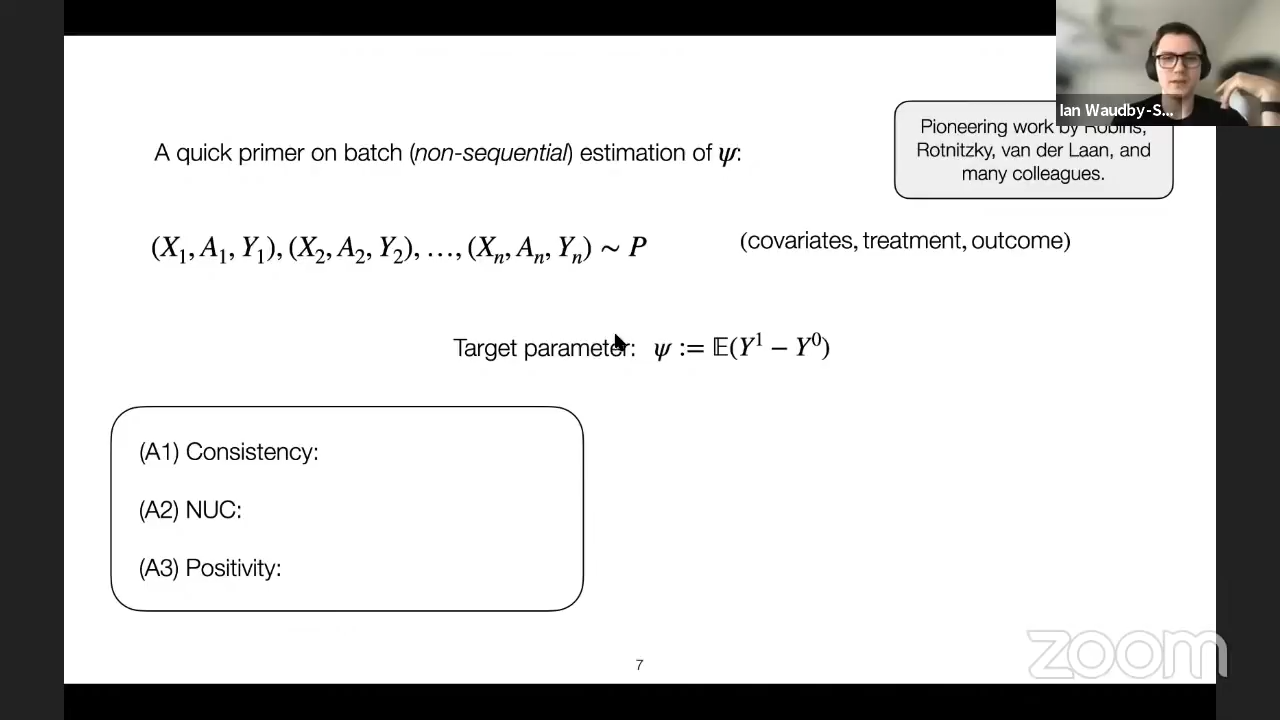 Ian Waudby-S...
Pioneering work by Robins,
Rotnitzky, van der Laan, and
many colleagues.
A quick primer on batch (non-sequential) estimation of ψ:
(X₁, A₁, Y₁), (X₂, A₂, Y₂), …, (Xₙ, Aₙ, Yₙ) ~ P
(covariates, treatment, outcome)
Target parameter: ψ := 𝔼(Y¹ − Y⁰)
(A1) Consistency:
(A2) NUC:
(A3) Positivity:
7
zoom